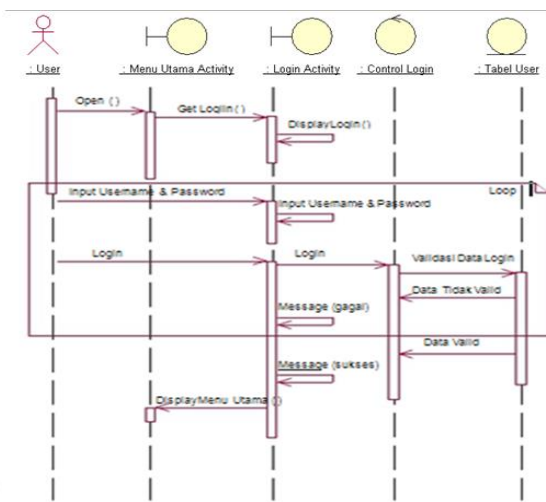 : User
: Menu Utama Activity
: Login Activity
: Control Login
: Tabel User
Open ( )
Get LogIin ( )
DisplayLogin ( )
Loop
Input Username & Password
Input Username & Password
Login
Login
Validasi Data Login
Data Tidak Valid
Message (gagal)
Data Valid
Message (sukses)
DisplayMenu Utama ( )